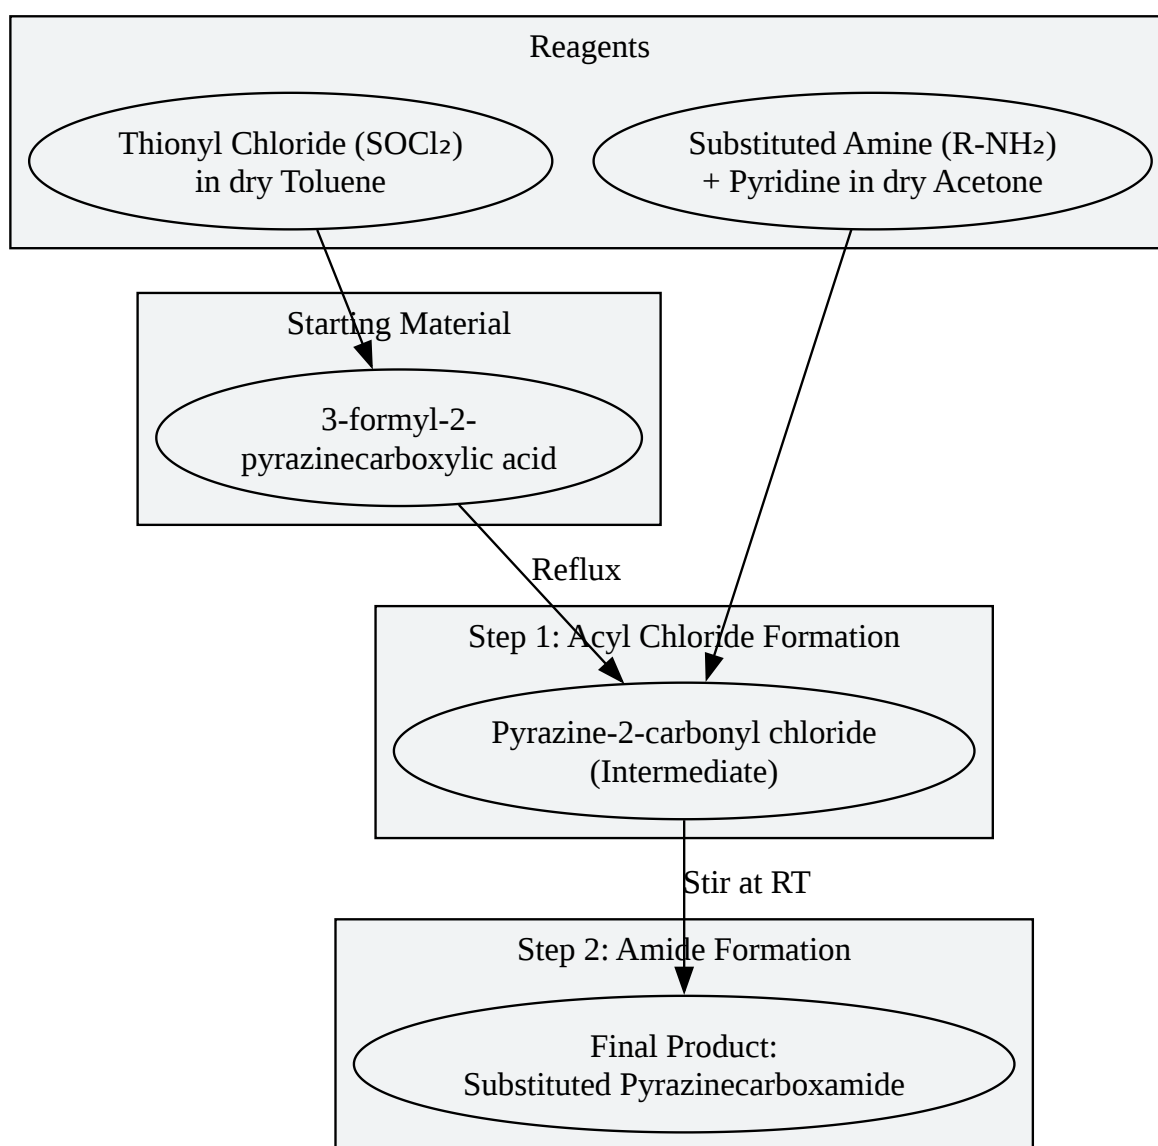 Reagents
Thionyl Chloride (SOCl₂)
in dry Toluene
Substituted Amine (R-NH₂)
+ Pyridine in dry Acetone
Starting Material
3-formyl-2-
pyrazinecarboxylic acid
Reflux
Step 1: Acyl Chloride Formation
Pyrazine-2-carbonyl chloride
(Intermediate)
Stir at RT
Step 2: Amide Formation
Final Product:
Substituted Pyrazinecarboxamide